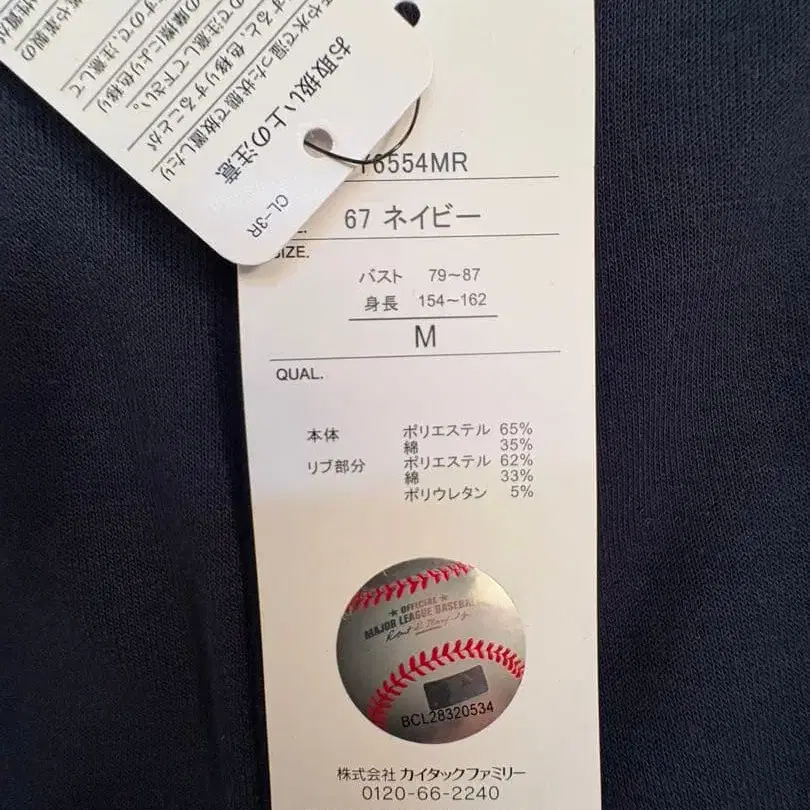 お取扱い上の注意
CL-3R
Y6554MR
67 ネイビー
SIZE.
バスト 79~87
身長 154~162
M
QUAL.
本体 ポリエステル 65%
綿 35%
リブ部分 ポリエステル 62%
綿 33%
ポリウレタン 5%
★ OFFICIAL ★
MAJOR LEAGUE BASEBALL
BCL28320534
株式会社 カイタックファミリー
0120-66-2240